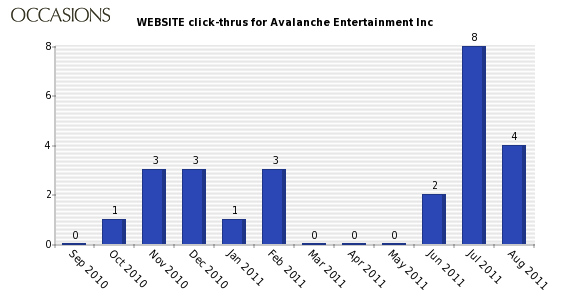 OCCASIONS
WEBSITE click-thrus for Avalanche Entertainment Inc
8
6
4
2
0
0
1
3
3
1
3
0
0
0
2
8
4
Sep 2010
Oct 2010
Nov 2010
Dec 2010
Jan 2011
Feb 2011
Mar 2011
Apr 2011
May 2011
Jun 2011
Jul 2011
Aug 2011